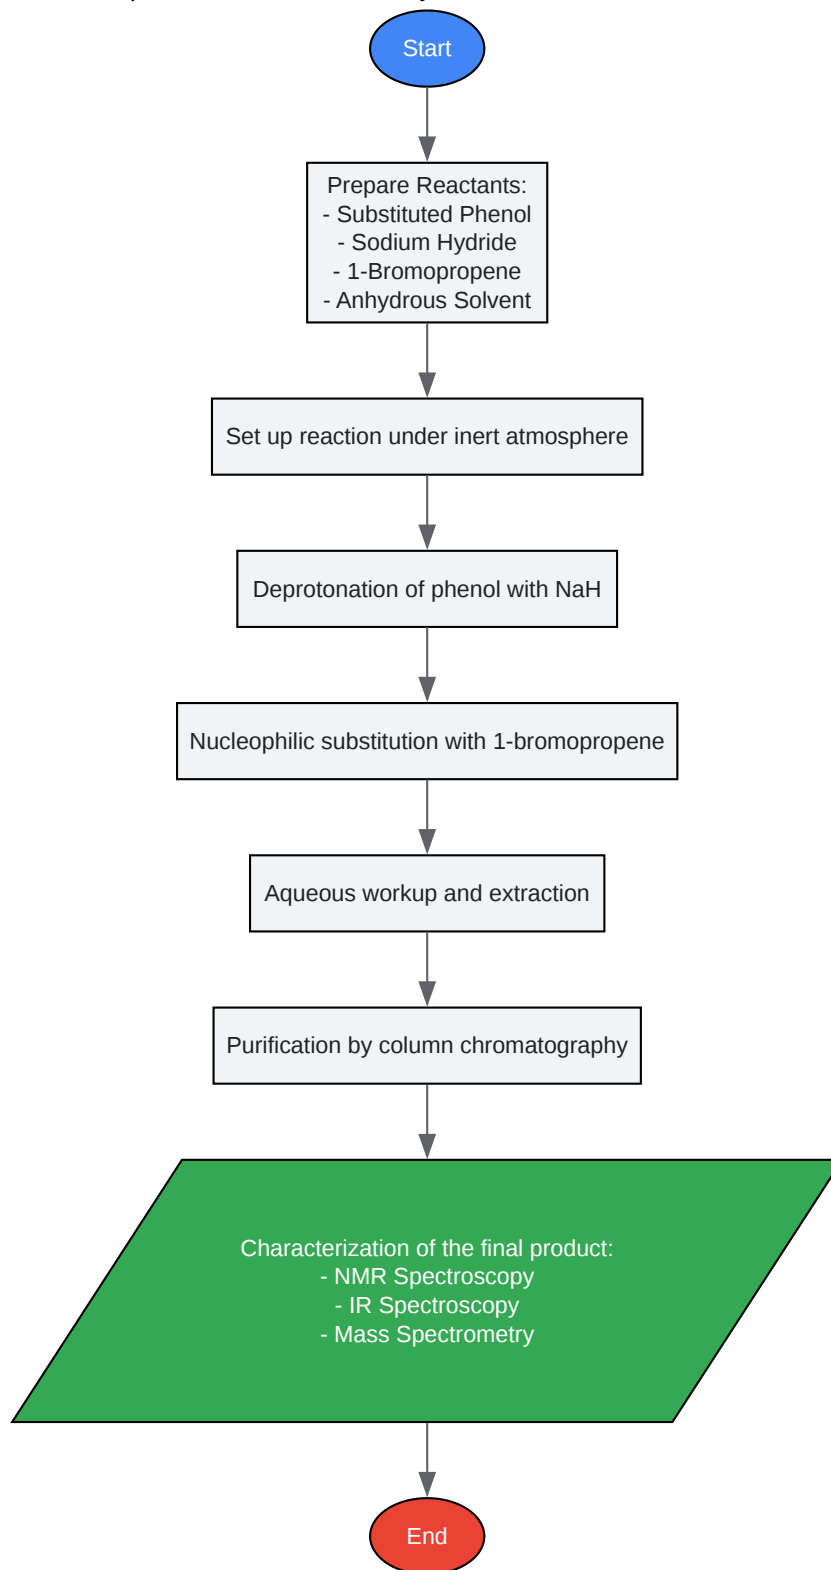 Start
Prepare Reactants:
- Substituted Phenol
- Sodium Hydride
- 1-Bromopropene
- Anhydrous Solvent
Set up reaction under inert atmosphere
Deprotonation of phenol with NaH
Nucleophilic substitution with 1-bromopropene
Aqueous workup and extraction
Purification by column chromatography
Characterization of the final product:
- NMR Spectroscopy
- IR Spectroscopy
- Mass Spectrometry
End